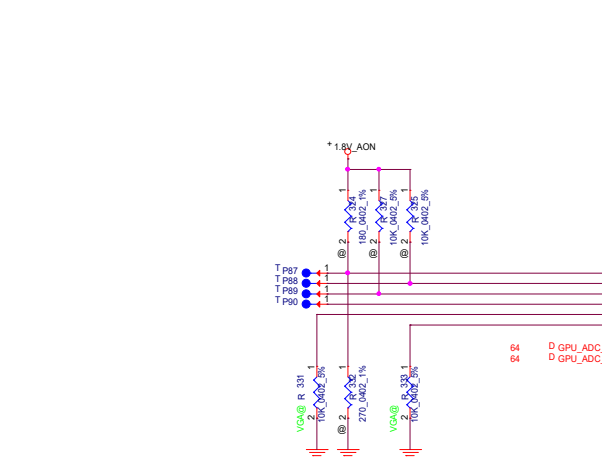 +1.8V_AON
1
1
1
R 324
180_0402_1%
R 327
10K_0402_5%
R 325
10K_0402_5%
@ 2
@ 2
@ 2
TP87 1
TP88 1
TP89 1
TP90 1
64 D GPU_ADC_
64 D GPU_ADC_
1
1
1
R 331
10K_0402_5%
R 332
270_0402_1%
R 333
10K_0402_5%
VGA@ 2
@ 2
VGA@ 2